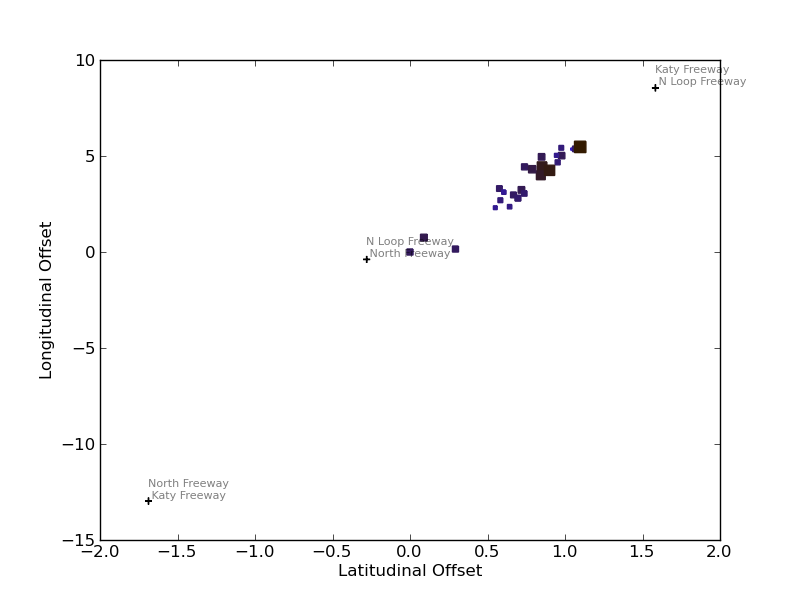 10
Katy Freeway
N Loop Freeway
5
N Loop Freeway
North Freeway
0
−5
−10
North Freeway
Katy Freeway
−15
−2.0 −1.5 −1.0 −0.5 0.0 0.5 1.0 1.5 2.0
Latitudinal Offset
Longitudinal Offset